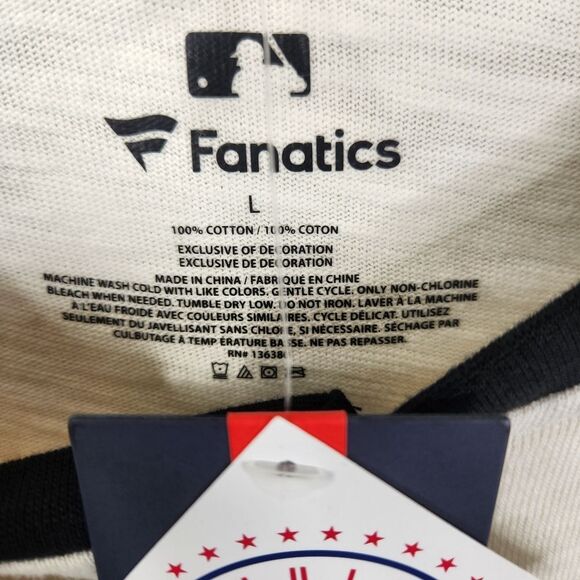 Fanatics
L
100% COTTON / 100% COTON
EXCLUSIVE OF DECORATION
EXCLUSIVE DE DECORATION
MADE IN CHINA / FABRIQUÉ EN CHINE
MACHINE WASH COLD WITH LIKE COLORS. GENTLE CYCLE. ONLY NON-CHLORINE
BLEACH WHEN NEEDED. TUMBLE DRY LOW. DO NOT IRON. LAVER À LA MACHINE
À L'EAU FROIDE AVEC COULEURS SIMILAIRES. CYCLE DÉLICAT. UTILISEZ
SEULEMENT DU JAVELLISANT SANS CHLORE, SI NÉCESSAIRE. SÉCHAGE PAR
CULBUTAGE À TEMPÉRATURE BASSE. NE PAS REPASSER.
RN#